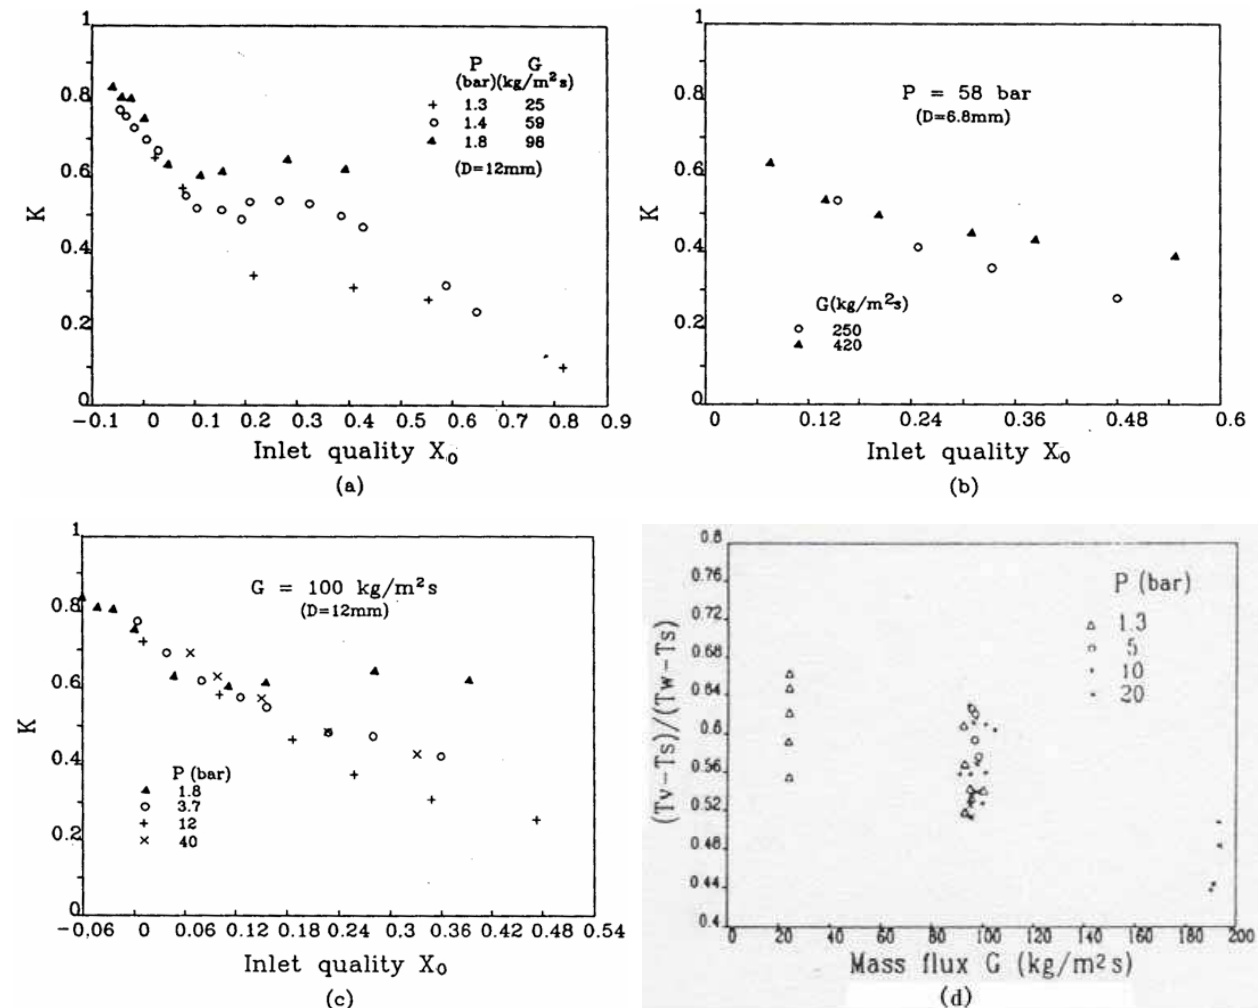 1
0.8
0.6
0.4
0.2
0
K
P G
(bar)(kg/m²s)
+ 1.3 25
o 1.4 59
▲ 1.8 98
(D=12mm)
-0.1 0 0.1 0.2 0.3 0.4 0.5 0.6 0.7 0.8 0.9
Inlet quality X₀
(a)
1
0.8
0.6
0.4
0.2
0
K
P = 58 bar
(D=6.8mm)
G(kg/m²s)
o 250
▲ 420
0 0.12 0.24 0.36 0.48 0.6
Inlet quality X₀
(b)
1
0.8
0.6
0.4
0.2
0
K
G = 100 kg/m²s
(D=12mm)
P (bar)
▲ 1.8
o 3.7
+ 12
× 40
-0.06 0 0.06 0.12 0.18 0.24 0.3 0.36 0.42 0.48 0.54
Inlet quality X₀
(c)
0.8
0.76
0.72
0.68
0.64
0.6
0.56
0.52
0.48
0.44
0.4
(Tv-Ts)/(Tw-Ts)
P (bar)
△ 1.3
o 5
10
20
0 20 40 60 80 100 120 140 160 180 200
Mass flux G (kg/m²s)
(d)